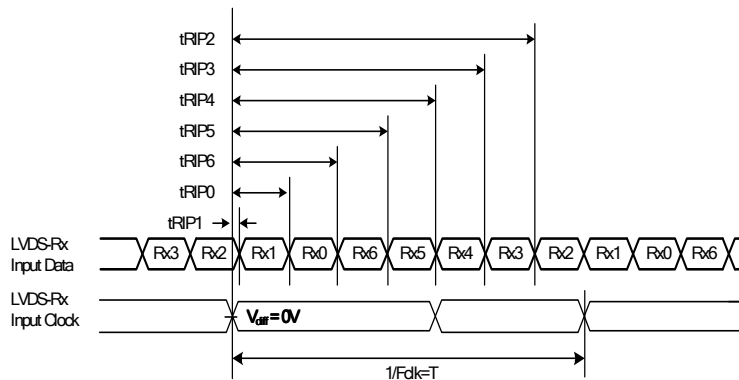 tRIP2
tRIP3
tRIP4
tRIP5
tRIP6
tRIP0
tRIP1
LVDS-Rx
Input Data
Rx3 Rx2 Rx1 Rx0 Rx6 Rx5 Rx4 Rx3 Rx2 Rx1 Rx0 Rx6
LVDS-Rx
Input Clock
Vdiff = 0V
1/Fclk=T